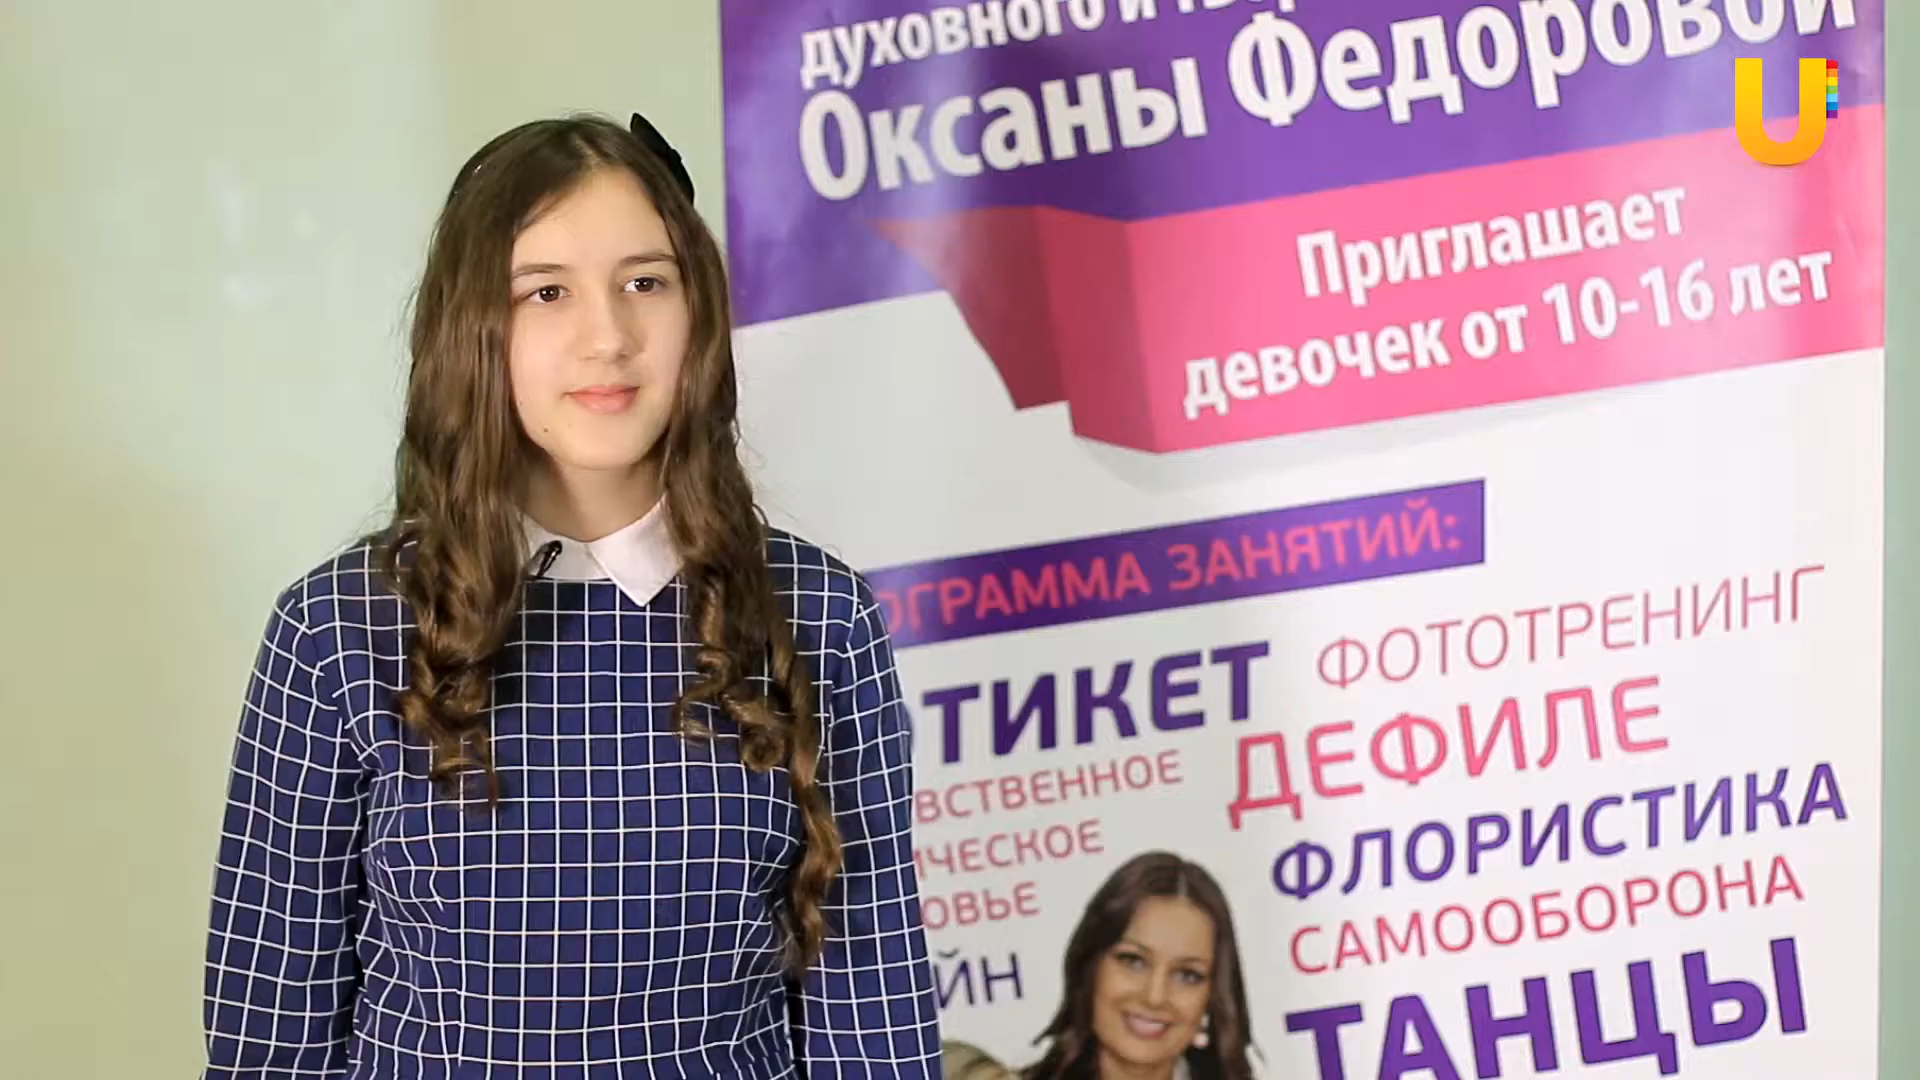 духовного и
Оксаны Федоровой
Приглашает
девочек от 10-16 лет
ОГРАММА ЗАНЯТИЙ:
ТИКЕТ
ФОТОТРЕНИНГ
ВСТВЕННОЕ
ДЕФИЛЕ
ИЧЕСКОЕ
ОВЬЕ
ФЛОРИСТИКА
САМООБОРОНА
ЙН
ТАНЦЫ
U